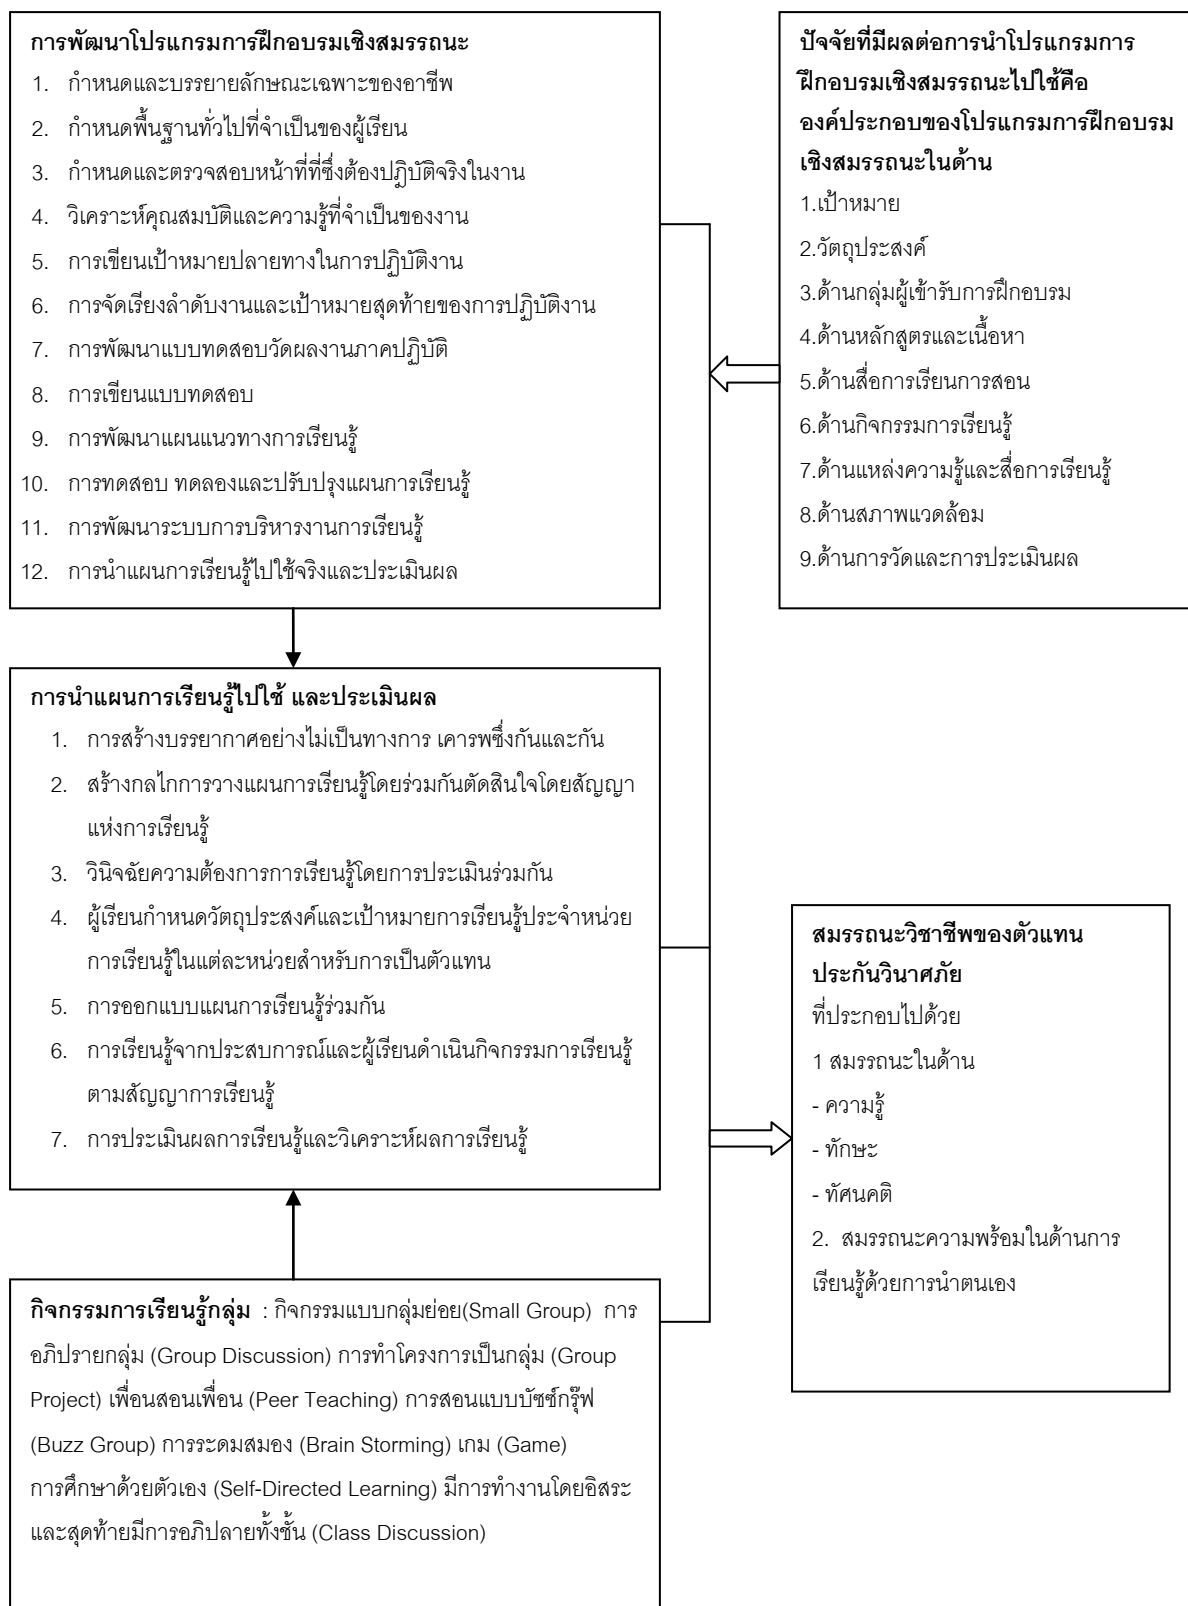 การพัฒนาโปรแกรมการฝึกอบรมเชิงสมรรถนะ
1. กำหนดและบรรยายลักษณะเฉพาะของอาชีพ
2. กำหนดพื้นฐานทั่วไปที่จำเป็นของผู้เรียน
3. กำหนดและตรวจสอบหน้าที่ที่ซึ่งต้องปฏิบัติจริงในงาน
4. วิเคราะห์คุณสมบัติและความรู้ที่จำเป็นของงาน
5. การเขียนเป้าหมายปลายทางในการปฏิบัติงาน
6. การจัดเรียงลำดับงานและเป้าหมายสุดท้ายของการปฏิบัติงาน
7. การพัฒนาแบบทดสอบวัดผลงานภาคปฏิบัติ
8. การเขียนแบบทดสอบ
9. การพัฒนาแผนแนวทางการเรียนรู้
10. การทดสอบ ทดลองและปรับปรุงแผนการเรียนรู้
11. การพัฒนาระบบการบริหารงานการเรียนรู้
12. การนำแผนการเรียนรู้ไปใช้จริงและประเมินผล
ปัจจัยที่มีผลต่อการนำโปรแกรมการ
ฝึกอบรมเชิงสมรรถนะไปใช้คือ
องค์ประกอบของโปรแกรมการฝึกอบรม
เชิงสมรรถนะในด้าน
1.เป้าหมาย
2.วัตถุประสงค์
3.ด้านกลุ่มผู้เข้ารับการฝึกอบรม
4.ด้านหลักสูตรและเนื้อหา
5.ด้านสื่อการเรียนการสอน
6.ด้านกิจกรรมการเรียนรู้
7.ด้านแหล่งความรู้และสื่อการเรียนรู้
8.ด้านสภาพแวดล้อม
9.ด้านการวัดและการประเมินผล
การนำแผนการเรียนรู้ไปใช้ และประเมินผล
1. การสร้างบรรยากาศอย่างไม่เป็นทางการ เคารพซึ่งกันและกัน
2. สร้างกลไกการวางแผนการเรียนรู้โดยร่วมกันตัดสินใจโดยสัญญา
แห่งการเรียนรู้
3. วินิจฉัยความต้องการการเรียนรู้โดยการประเมินร่วมกัน
4. ผู้เรียนกำหนดวัตถุประสงค์และเป้าหมายการเรียนรู้ประจำหน่วย
การเรียนรู้ในแต่ละหน่วยสำหรับการเป็นตัวแทน
5. การออกแบบแผนการเรียนรู้ร่วมกัน
6. การเรียนรู้จากประสบการณ์และผู้เรียนดำเนินกิจกรรมการเรียนรู้
ตามสัญญาการเรียนรู้
7. การประเมินผลการเรียนรู้และวิเคราะห์ผลการเรียนรู้
สมรรถนะวิชาชีพของตัวแทน
ประกันวินาศภัย
ที่ประกอบไปด้วย
1 สมรรถนะในด้าน
- ความรู้
- ทักษะ
- ทัศนคติ
2. สมรรถนะความพร้อมในด้านการ
เรียนรู้ด้วยการนำตนเอง
กิจกรรมการเรียนรู้กลุ่ม : กิจกรรมแบบกลุ่มย่อย(Small Group) การ
อภิปรายกลุ่ม (Group Discussion) การทำโครงการเป็นกลุ่ม (Group
Project) เพื่อนสอนเพื่อน (Peer Teaching) การสอนแบบบัซซ์กรุ๊ฟ
(Buzz Group) การระดมสมอง (Brain Storming) เกม (Game)
การศึกษาด้วยตัวเอง (Self-Directed Learning) มีการทำงานโดยอิสระ
และสุดท้ายมีการอภิปลายทั้งชั้น (Class Discussion)